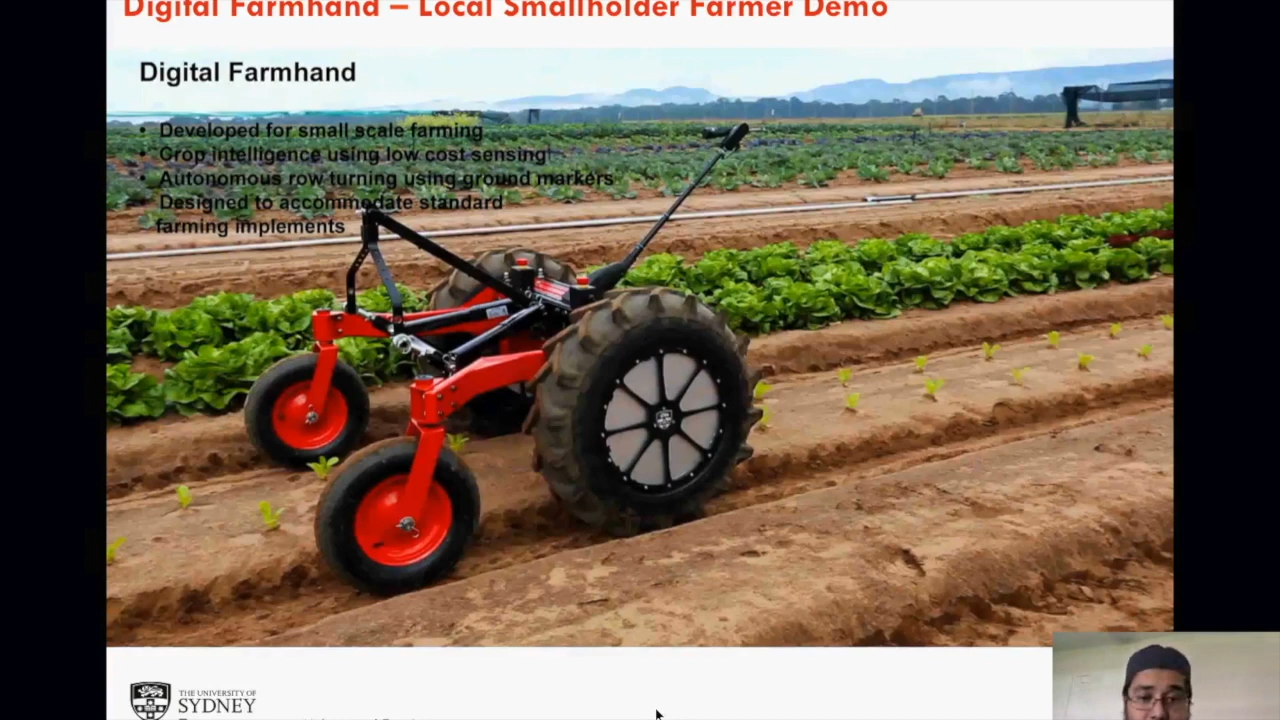 Digital Farmhand – Local Smallholder Farmer Demo
Digital Farmhand
• Developed for small scale farming
• Crop intelligence using low cost sensing
• Autonomous row turning using ground markers
• Designed to accommodate standard
farming implements
THE UNIVERSITY OF
SYDNEY